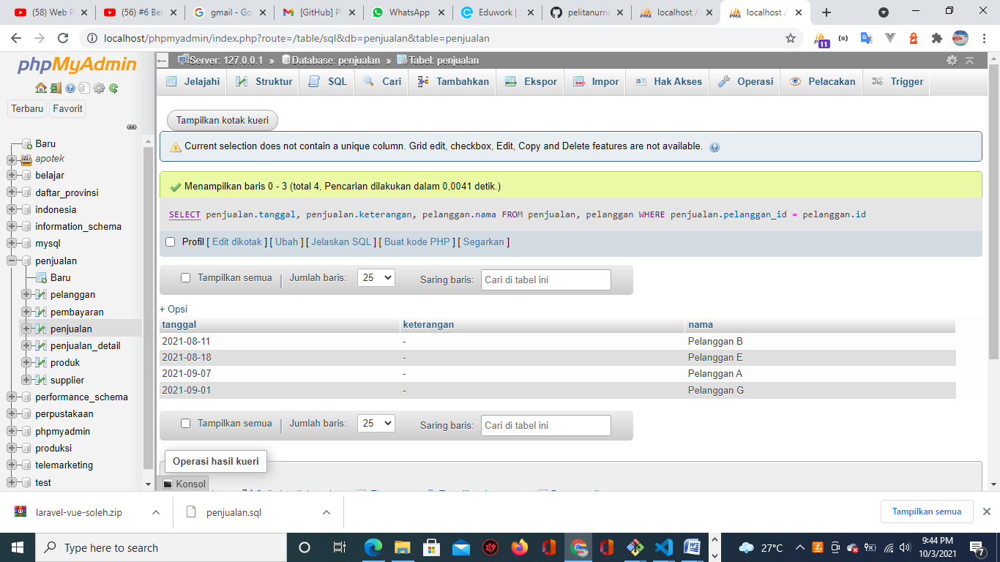 (58) Web P
(56) #6 Bel
gmail - Go
[GitHub] Pl
WhatsApp
Eduwork | S
pelitanurna
localhost /
localhost /
localhost/phpmyadmin/index.php?route=/table/sql&db=penjualan&table=penjualan
11
phpMyAdmin
Terbaru Favorit
Baru
apotek
belajar
daftar_provinsi
indonesia
information_schema
mysql
penjualan
Baru
pelanggan
pembayaran
penjualan
penjualan_detail
produk
supplier
performance_schema
perpustakaan
phpmyadmin
produksi
telemarketing
test
Server: 127.0.0.1 » Database: penjualan » Tabel: penjualan
Jelajahi Struktur SQL Cari Tambahkan Ekspor Impor Hak Akses Operasi Pelacakan Trigger
Tampilkan kotak kueri
Current selection does not contain a unique column. Grid edit, checkbox, Edit, Copy and Delete features are not available.
Menampilkan baris 0 - 3 (total 4, Pencarian dilakukan dalam 0,0041 detik.)
SELECT penjualan.tanggal, penjualan.keterangan, pelanggan.nama FROM penjualan, pelanggan WHERE penjualan.pelanggan_id = pelanggan.id
Profil [ Edit dikotak ] [ Ubah ] [ Jelaskan SQL ] [ Buat kode PHP ] [ Segarkan ]
Tampilkan semua | Jumlah baris: 25 Saring baris: Cari di tabel ini
+ Opsi
tanggal keterangan nama
2021-08-11 - Pelanggan B
2021-08-18 - Pelanggan E
2021-09-07 - Pelanggan A
2021-09-01 - Pelanggan G
Tampilkan semua | Jumlah baris: 25 Saring baris: Cari di tabel ini
Operasi hasil kueri
Konsol
laravel-vue-soleh.zip
penjualan.sql
Tampilkan semua
Type here to search
27°C
9:44 PM
10/3/2021
7